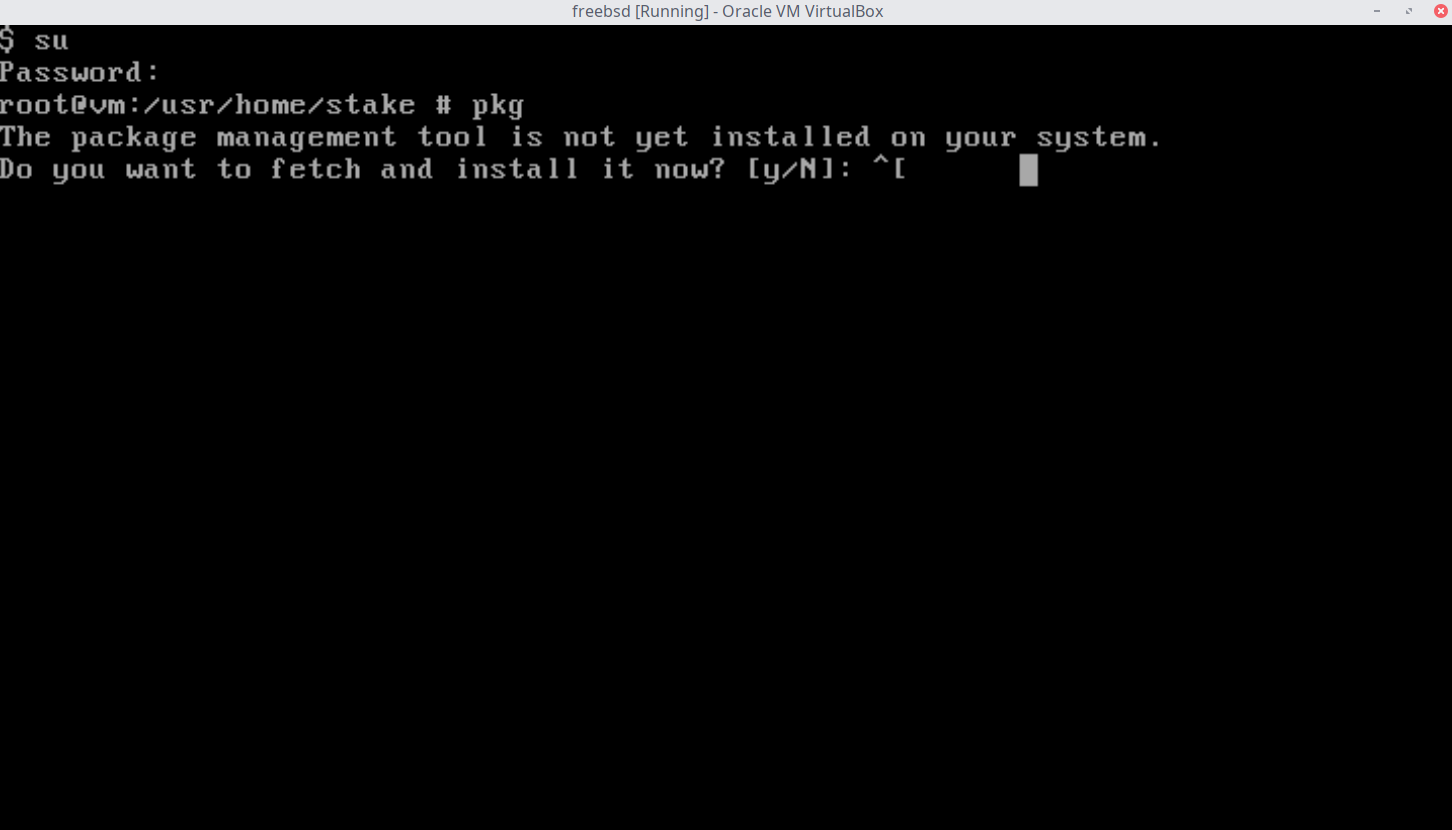 freebsd [Running] - Oracle VM VirtualBox
$ su
Password:
root@vm:/usr/home/stake # pkg
The package management tool is not yet installed on your system.
Do you want to fetch and install it now? [y/N]: ^[